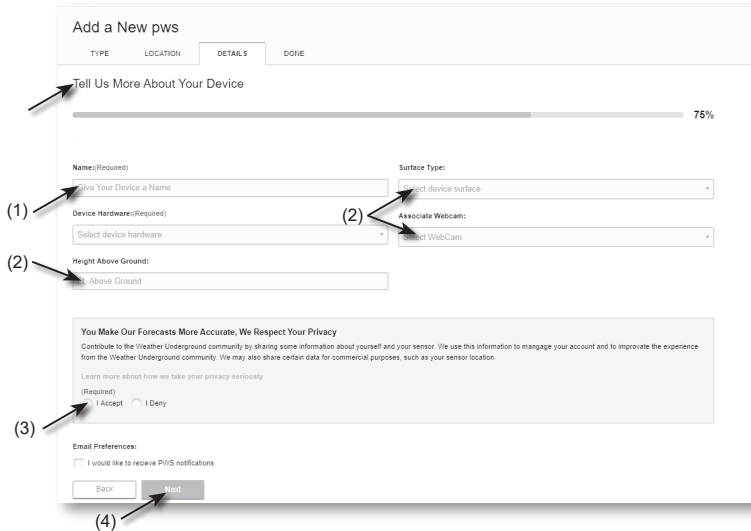 Add a New pws
TYPE LOCATION DETAILS DONE
Tell Us More About Your Device
75%
Name:(Required)
Give Your Device a Name
Surface Type:
Select device surface
(1)
Device Hardware:(Required)
Select device hardware
(2)
Associate Webcam:
Select WebCam
(2)
Height Above Ground:
Above Ground
You Make Our Forecasts More Accurate, We Respect Your Privacy
Contribute to the Weather Underground community by sharing some information about yourself and your sensor. We use this information to mangage your account and to improvate the experience
from the Weather Underground community. We may also share certain data for commercial purposes, such as your sensor location.
Learn more about how we take your privacy seriously
(Required)
I Accept I Deny
(3)
Email Preferences:
I would like to recieve PWS notifications.
Back Next
(4)